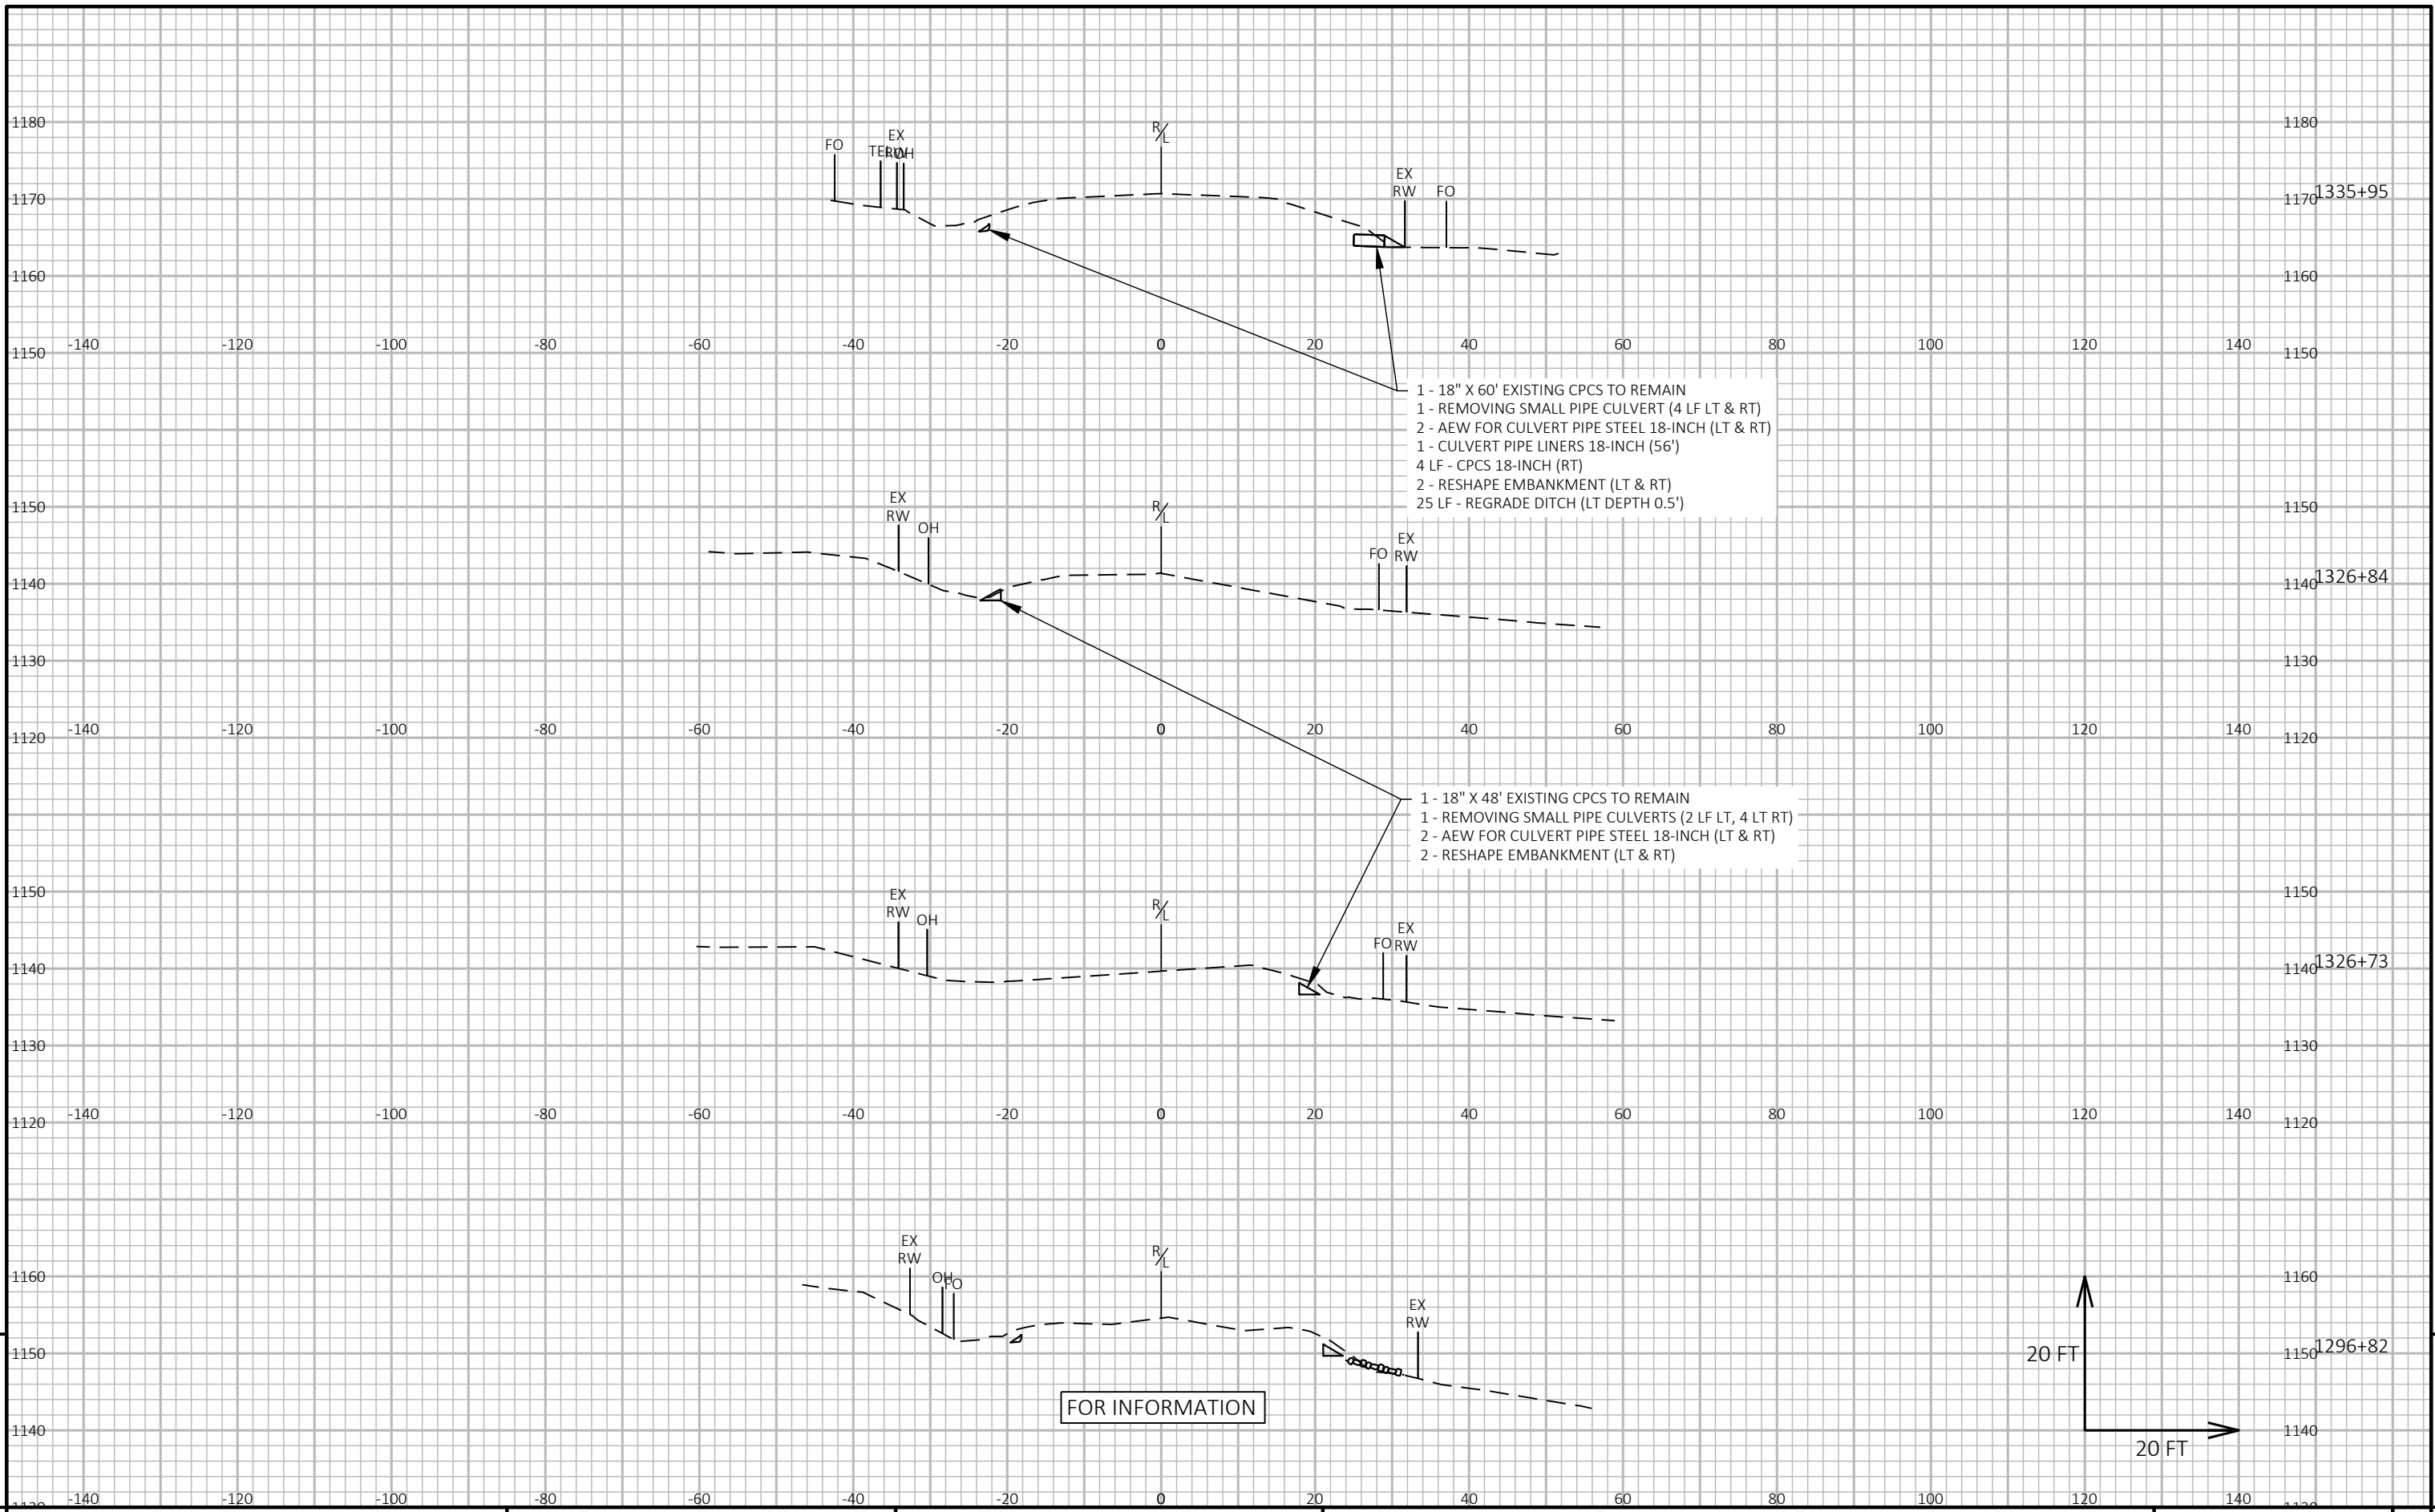 1180 1180
FO TEL EX RW OH R/L EX RW FO
1170 1170 1335+95
1160 1160
-140 -120 -100 -80 -60 -40 -20 0 20 40 60 80 100 120 140
1150 1150
1 - 18" X 60' EXISTING CPCS TO REMAIN
1 - REMOVING SMALL PIPE CULVERT (4 LF LT & RT)
2 - AEW FOR CULVERT PIPE STEEL 18-INCH (LT & RT)
1 - CULVERT PIPE LINERS 18-INCH (56')
4 LF - CPCS 18-INCH (RT)
2 - RESHAPE EMBANKMENT (LT & RT)
25 LF - REGRADE DITCH (LT DEPTH 0.5')
1150 1150
EX RW OH R/L FO EX RW
1140 1140 1326+84
1130 1130
-140 -120 -100 -80 -60 -40 -20 0 20 40 60 80 100 120 140
1120 1120
1 - 18" X 48' EXISTING CPCS TO REMAIN
1 - REMOVING SMALL PIPE CULVERTS (2 LF LT, 4 LT RT)
2 - AEW FOR CULVERT PIPE STEEL 18-INCH (LT & RT)
2 - RESHAPE EMBANKMENT (LT & RT)
1150 1150
EX RW OH R/L FO EX RW
1140 1140 1326+73
1130 1130
-140 -120 -100 -80 -60 -40 -20 0 20 40 60 80 100 120 140
1120 1120
EX RW OH FO R/L EX RW
1160 1160
1150 1150 1296+82
20 FT
FOR INFORMATION
1140 1140
20 FT
-140 -120 -100 -80 -60 -40 -20 0 20 40 60 80 100 120 140
1130 1130